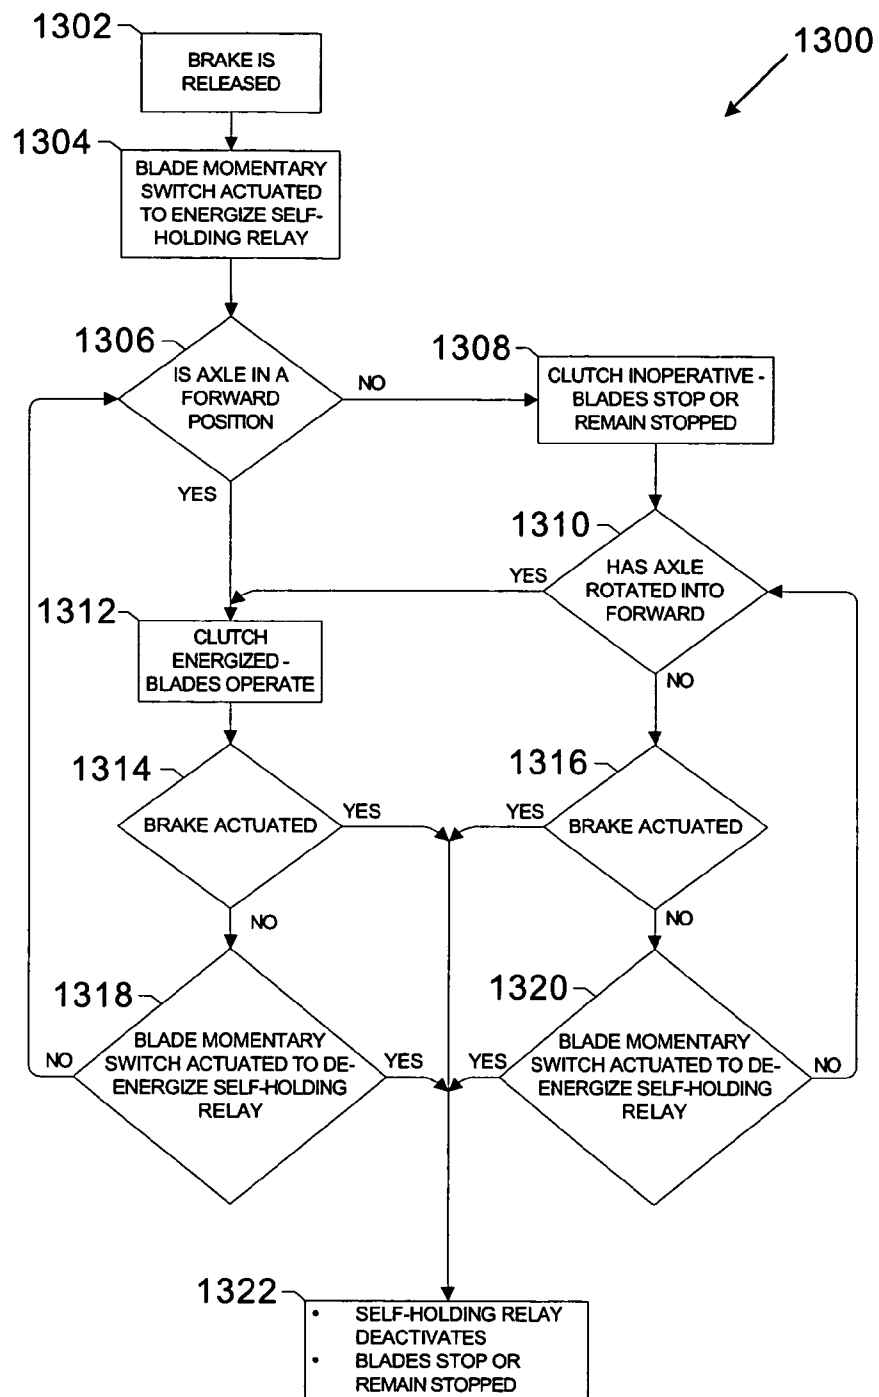 1302
BRAKE IS
RELEASED
1300
1304
BLADE MOMENTARY
SWITCH ACTUATED
TO ENERGIZE SELF-
HOLDING RELAY
1306
IS AXLE IN A
FORWARD
POSITION
NO
YES
1308
CLUTCH INOPERATIVE -
BLADES STOP OR
REMAIN STOPPED
1310
HAS AXLE
ROTATED INTO
FORWARD
YES
NO
1312
CLUTCH
ENERGIZED -
BLADES OPERATE
1314
BRAKE ACTUATED
YES
NO
1316
BRAKE ACTUATED
YES
NO
1318
BLADE MOMENTARY
SWITCH ACTUATED TO DE-
ENERGIZE SELF-HOLDING
RELAY
NO
YES
1320
BLADE MOMENTARY
SWITCH ACTUATED TO DE-
ENERGIZE SELF-HOLDING
RELAY
YES
NO
1322
• SELF-HOLDING RELAY
DEACTIVATES
• BLADES STOP OR
REMAIN STOPPED